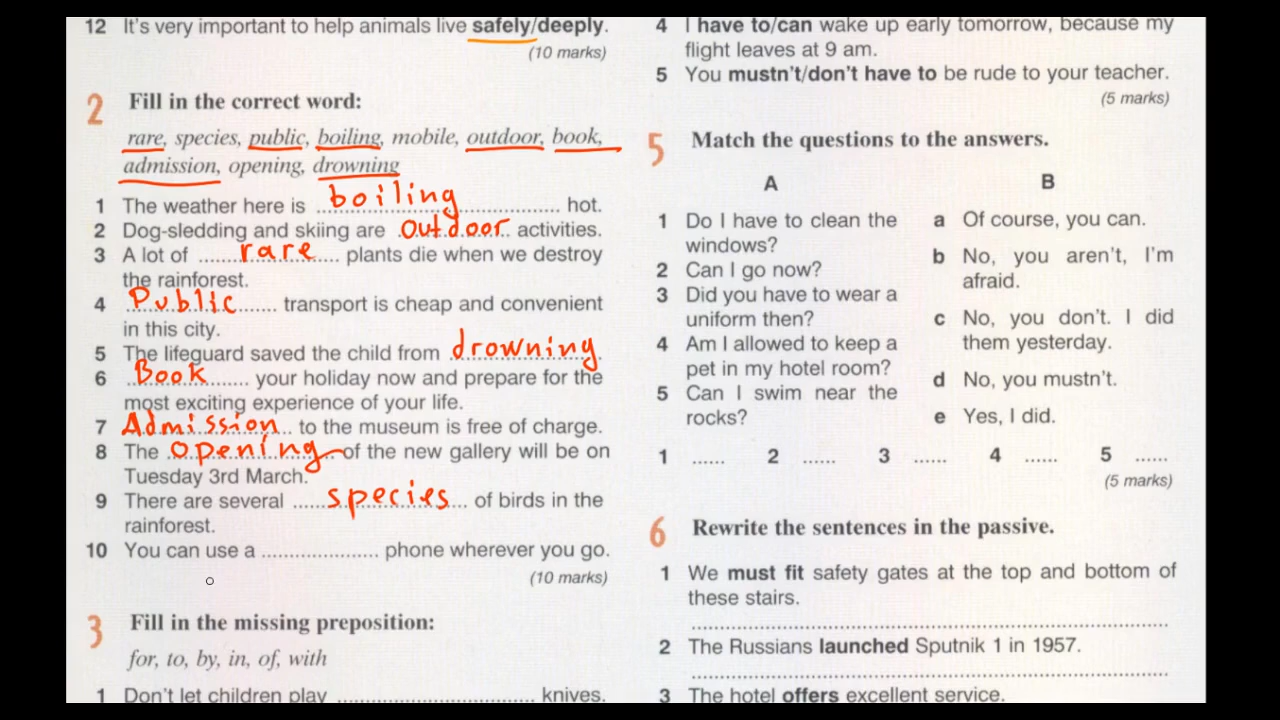 12 It's very important to help animals live safely/deeply.
(10 marks)
2 Fill in the correct word:
rare, species, public, boiling, mobile, outdoor, book,
admission, opening, drowning
1 The weather here is boiling hot.
2 Dog-sledding and skiing are outdoor activities.
3 A lot of rare plants die when we destroy
the rainforest.
4 Public transport is cheap and convenient
in this city.
5 The lifeguard saved the child from drowning.
6 Book your holiday now and prepare for the
most exciting experience of your life.
7 Admission to the museum is free of charge.
8 The opening of the new gallery will be on
Tuesday 3rd March.
9 There are several species of birds in the
rainforest.
10 You can use a .................... phone wherever you go.
(10 marks)
3 Fill in the missing preposition:
for, to, by, in, of, with
1 Don't let children play .................................. knives.
4 I have to/can wake up early tomorrow, because my
flight leaves at 9 am.
5 You mustn't/don't have to be rude to your teacher.
(5 marks)
5 Match the questions to the answers.
A B
1 Do I have to clean the
windows?
2 Can I go now?
3 Did you have to wear a
uniform then?
4 Am I allowed to keep a
pet in my hotel room?
5 Can I swim near the
rocks?
a Of course, you can.
b No, you aren't, I'm
afraid.
c No, you don't. I did
them yesterday.
d No, you mustn't.
e Yes, I did.
1 ...... 2 ...... 3 ...... 4 ...... 5 ......
(5 marks)
6 Rewrite the sentences in the passive.
1 We must fit safety gates at the top and bottom of
these stairs.
2 The Russians launched Sputnik 1 in 1957.
3 The hotel offers excellent service.